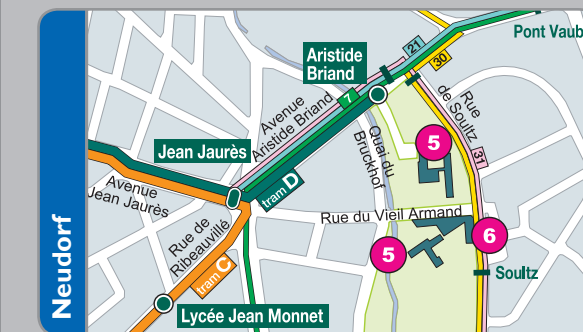 Neudorf
Pont Vaub
Aristide
Briand
21
30
7
Avenue
Aristide Briand
Rue
de Soultz
Quai du
Bruckhof
5
31
Jean Jaurès
tram D
Avenue
Jean Jaurès
Rue de
Ribeauvillé
Rue du Vieil Armand
6
5
Soultz
tram C
Lycée Jean Monnet